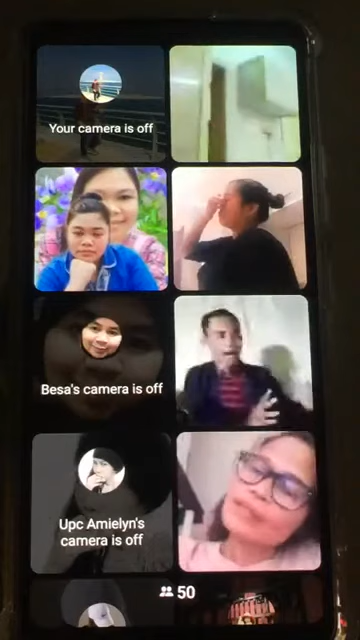 Your camera is off
Besa's camera is off
Upc Amielyn's
camera is off
50